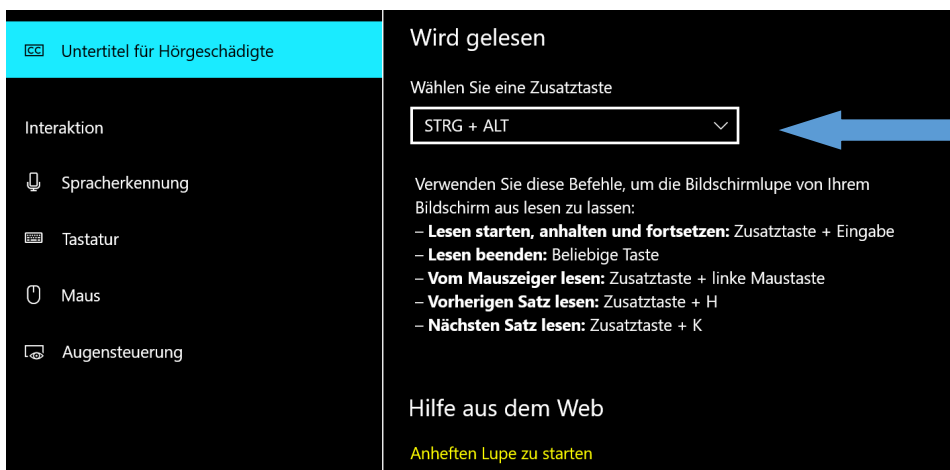 Untertitel für Hörgeschädigte
Interaktion
Spracherkennung
Tastatur
Maus
Augensteuerung
Wird gelesen
Wählen Sie eine Zusatztaste
STRG + ALT
Verwenden Sie diese Befehle, um die Bildschirmlupe von Ihrem
Bildschirm aus lesen zu lassen:
– Lesen starten, anhalten und fortsetzen: Zusatztaste + Eingabe
– Lesen beenden: Beliebige Taste
– Vom Mauszeiger lesen: Zusatztaste + linke Maustaste
– Vorherigen Satz lesen: Zusatztaste + H
– Nächsten Satz lesen: Zusatztaste + K
Hilfe aus dem Web
Anheften Lupe zu starten